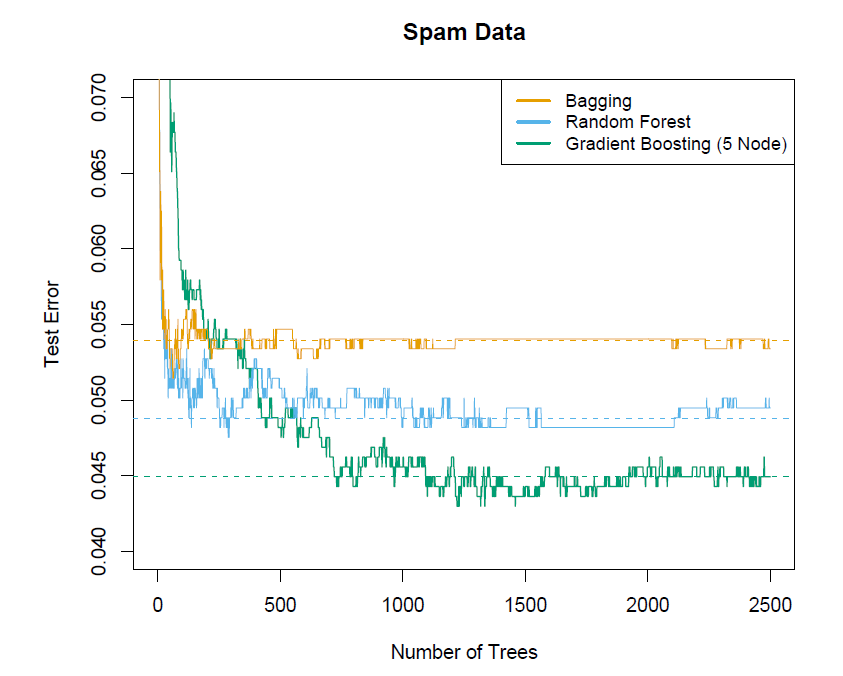 Spam Data
Bagging
Random Forest
Gradient Boosting (5 Node)
Test Error
0.070
0.065
0.060
0.055
0.050
0.045
0.040
0 500 1000 1500 2000 2500
Number of Trees